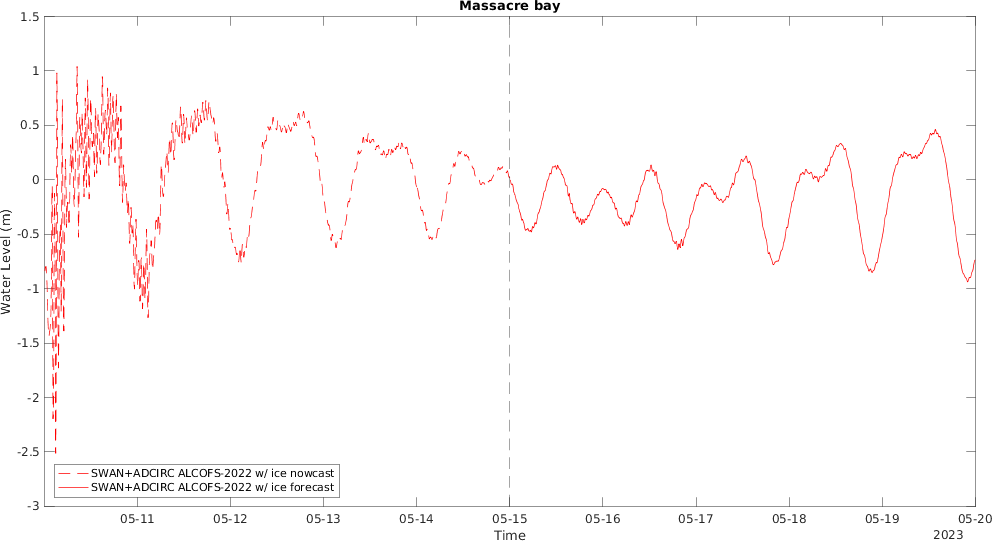 Massacre bay
1.5
1
0.5
0
-0.5
-1
-1.5
-2
-2.5
-3
Water Level (m)
SWAN+ADCIRC ALCOFS-2022 w/ ice nowcast
SWAN+ADCIRC ALCOFS-2022 w/ ice forecast
05-11 05-12 05-13 05-14 05-15 05-16 05-17 05-18 05-19 05-20
Time
2023